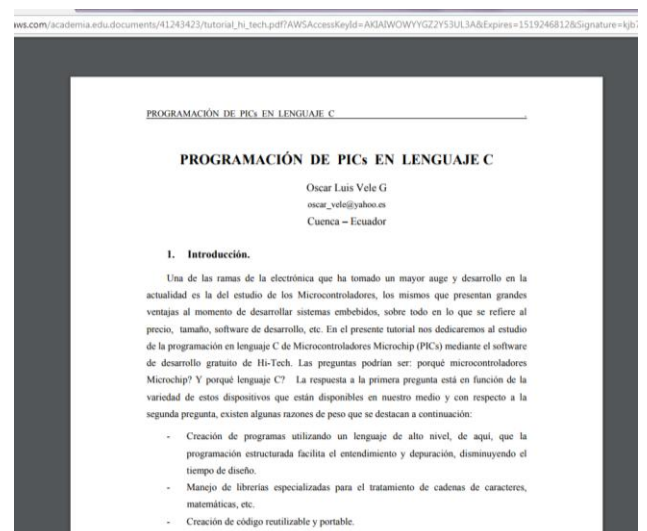 aws.com/academia.edu.documents/41243423/tutorial_hi_tech.pdf?AWSAccessKeyId=AKIAIWOWYYGZ2Y53UL3A&Expires=1519246812&Signature=kjb
PROGRAMACIÓN DE PICs EN LENGUAJE C
PROGRAMACIÓN DE PICs EN LENGUAJE C
Oscar Luis Vele G
oscar_vele@yahoo.es
Cuenca – Ecuador
1. Introducción.
Una de las ramas de la electrónica que ha tomado un mayor auge y desarrollo en la
actualidad es la del estudio de los Microcontroladores, los mismos que presentan grandes
ventajas al momento de desarrollar sistemas embebidos, sobre todo en lo que se refiere al
precio, tamaño, software de desarrollo, etc. En el presente tutorial nos dedicaremos al estudio
de la programación en lenguaje C de Microcontroladores Microchip (PICs) mediante el software
de desarrollo gratuito de Hi-Tech. Las preguntas podrían ser: porqué microcontroladores
Microchip? Y porqué lenguaje C? La respuesta a la primera pregunta está en función de la
variedad de estos dispositivos que están disponibles en nuestro medio y con respecto a la
segunda pregunta, existen algunas razones de peso que se destacan a continuación:
- Creación de programas utilizando un lenguaje de alto nivel, de aquí, que la
programación estructurada facilita el entendimiento y depuración, disminuyendo el
tiempo de diseño.
- Manejo de librerías especializadas para el tratamiento de cadenas de caracteres,
matemáticas, etc.
- Creación de código reutilizable y portable.